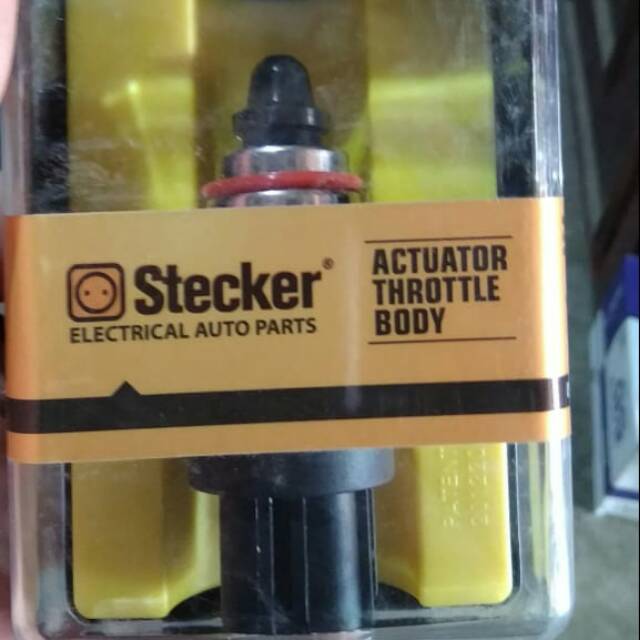 Stecker®
ELECTRICAL AUTO PARTS
ACTUATOR
THROTTLE
BODY